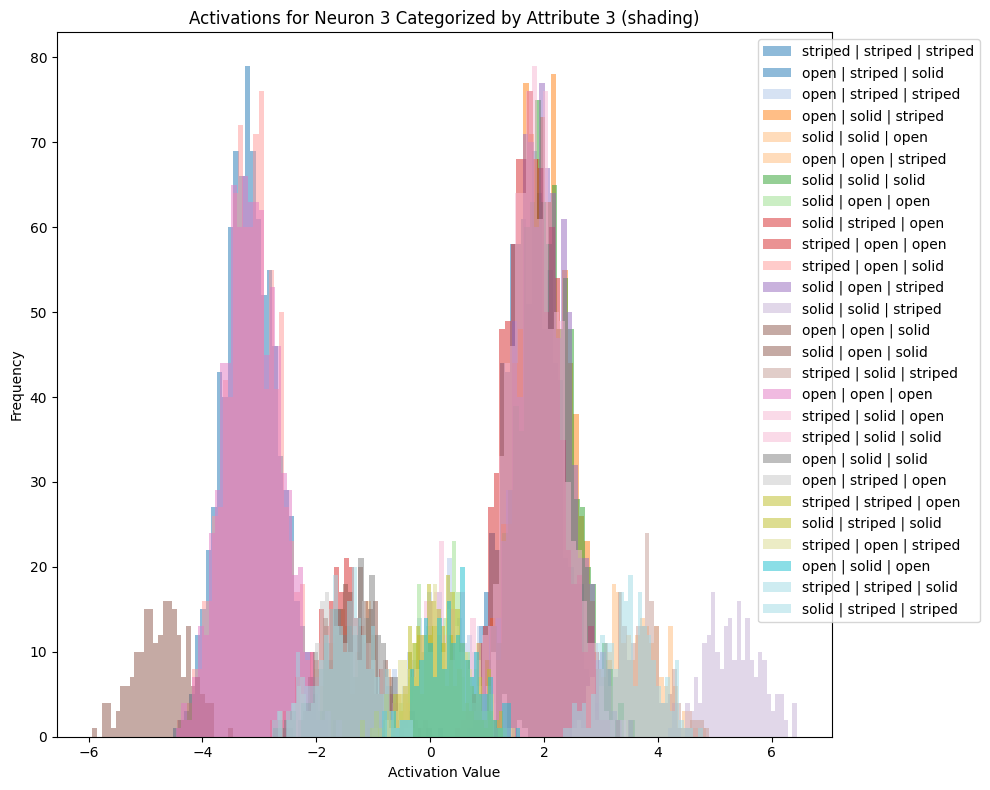 Activations for Neuron 3 Categorized by Attribute 3 (shading)
80
70
60
50
40
30
20
10
0
Frequency
−6
−4
−2
0
2
4
6
Activation Value
striped | striped | striped
open | striped | solid
open | striped | striped
open | solid | striped
solid | solid | open
open | open | striped
solid | solid | solid
solid | open | open
solid | striped | open
striped | open | open
striped | open | solid
solid | open | striped
solid | solid | striped
open | open | solid
solid | open | solid
striped | solid | striped
open | open | open
striped | solid | open
striped | solid | solid
open | solid | solid
open | striped | open
striped | striped | open
solid | striped | solid
striped | open | striped
open | solid | open
striped | striped | solid
solid | striped | striped